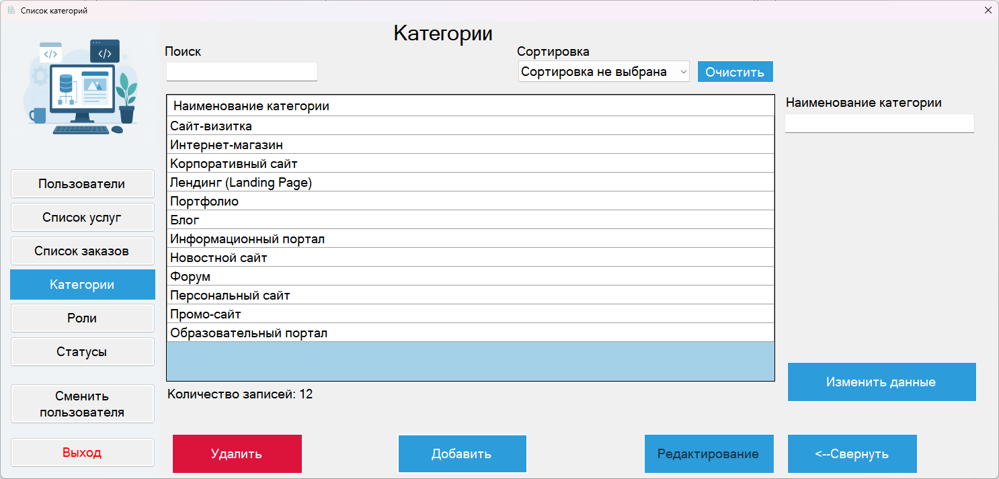 Список категорий
Категории
Поиск
Сортировка
Сортировка не выбрана
Очистить
</>
</>
Наименование категории
Сайт-визитка
Интернет-магазин
Корпоративный сайт
Лендинг (Landing Page)
Портфолио
Блог
Информационный портал
Новостной сайт
Форум
Персональный сайт
Промо-сайт
Образовательный портал
Количество записей: 12
Наименование категории
Изменить данные
Пользователи
Список услуг
Список заказов
Категории
Роли
Статусы
Сменить
пользователя
Выход
Удалить
Добавить
Редактирование
<--Свернуть